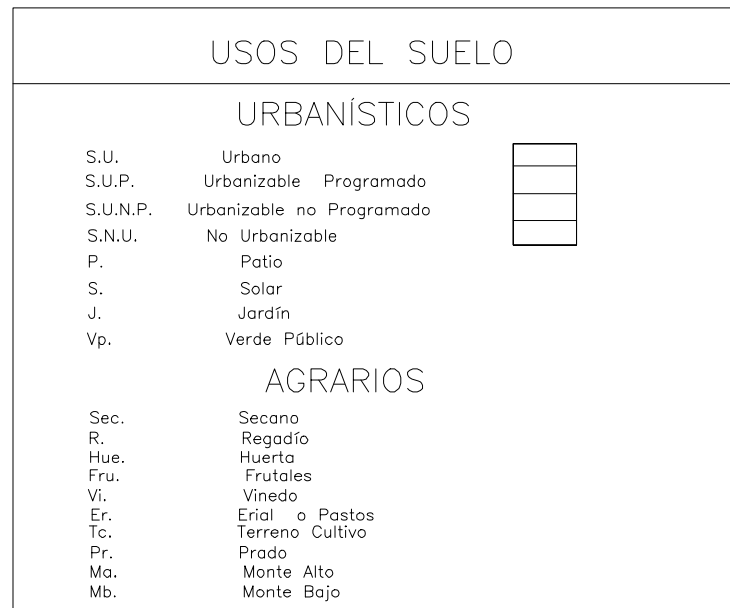 USOS DEL SUELO
URBANÍSTICOS
S.U. Urbano
S.U.P. Urbanizable Programado
S.U.N.P. Urbanizable no Programado
S.N.U. No Urbanizable
P. Patio
S. Solar
J. Jardín
Vp. Verde Público
AGRARIOS
Sec. Secano
R. Regadío
Hue. Huerta
Fru. Frutales
Vi. Vinedo
Er. Erial o Pastos
Tc. Terreno Cultivo
Pr. Prado
Ma. Monte Alto
Mb. Monte Bajo